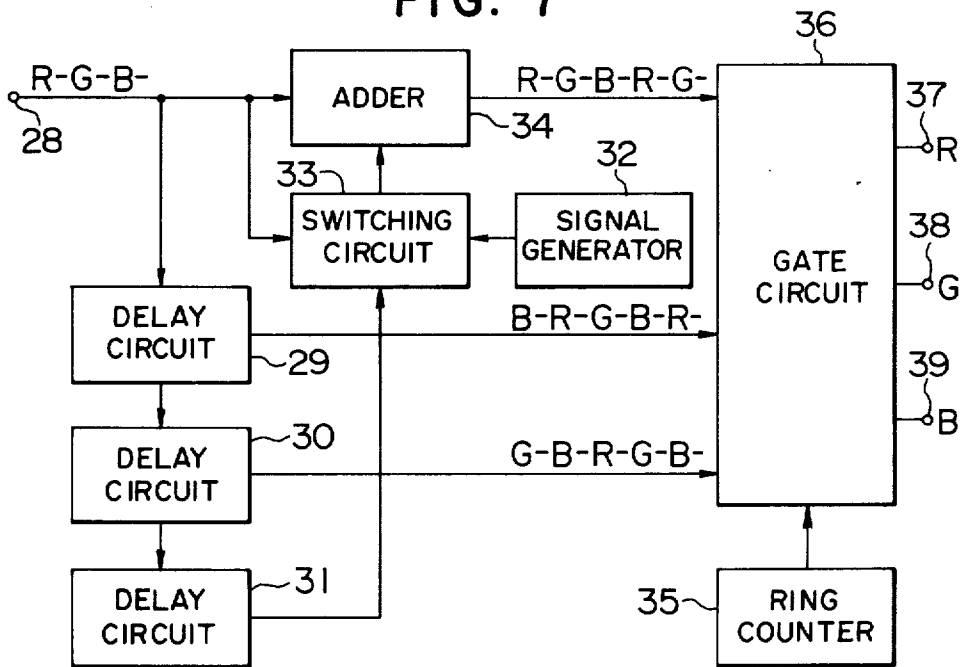 FIG. 7
36
R-G-B-
ADDER
R-G-B-R-G-
37
28
34
R
33
32
SWITCHING
CIRCUIT
SIGNAL
GENERATOR
38
GATE
CIRCUIT
G
DELAY
CIRCUIT
B-R-G-B-R-
29
39
B
30
DELAY
CIRCUIT
G-B-R-G-B-
31
DELAY
CIRCUIT
35
RING
COUNTER